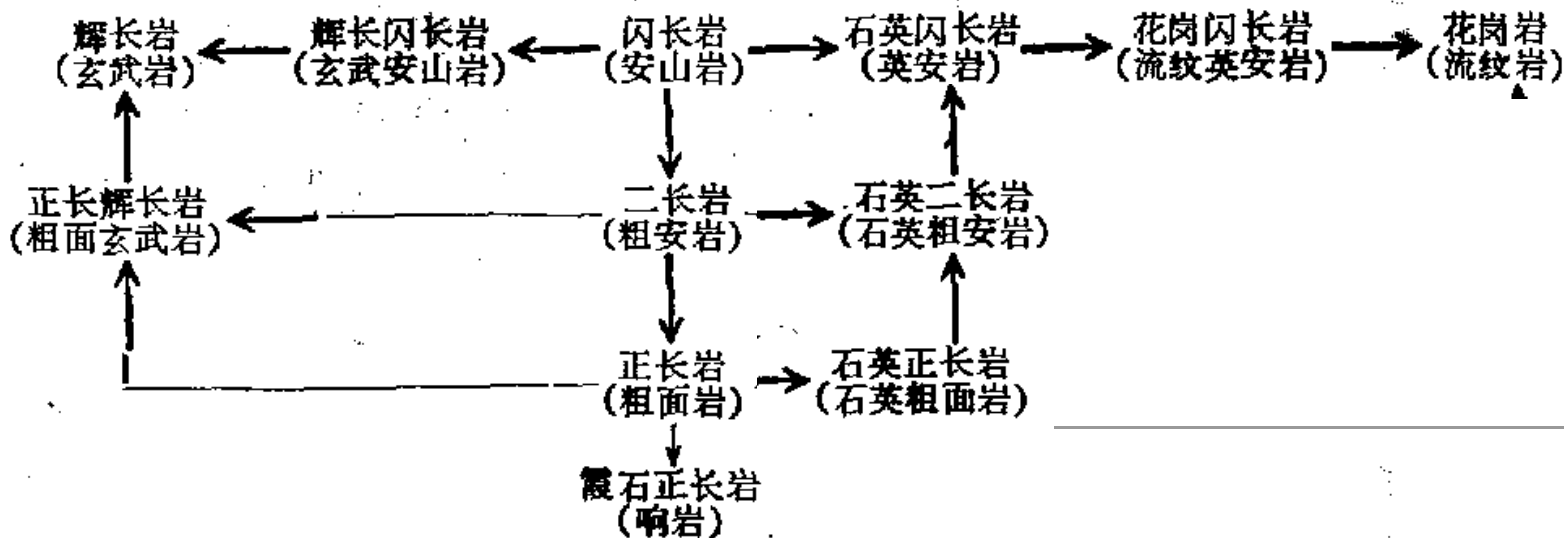 辉长岩 辉长闪长岩 闪长岩 石英闪长岩 花岗闪长岩 花岗岩
(玄武岩) (玄武安山岩) (安山岩) (英安岩) (流纹英安岩) (流纹岩)
正长辉长岩 二长岩 石英二长岩
(粗面玄武岩) (粗安岩) (石英粗安岩)
正长岩 石英正长岩
(粗面岩) (石英粗面岩)
霞石正长岩
(响岩)